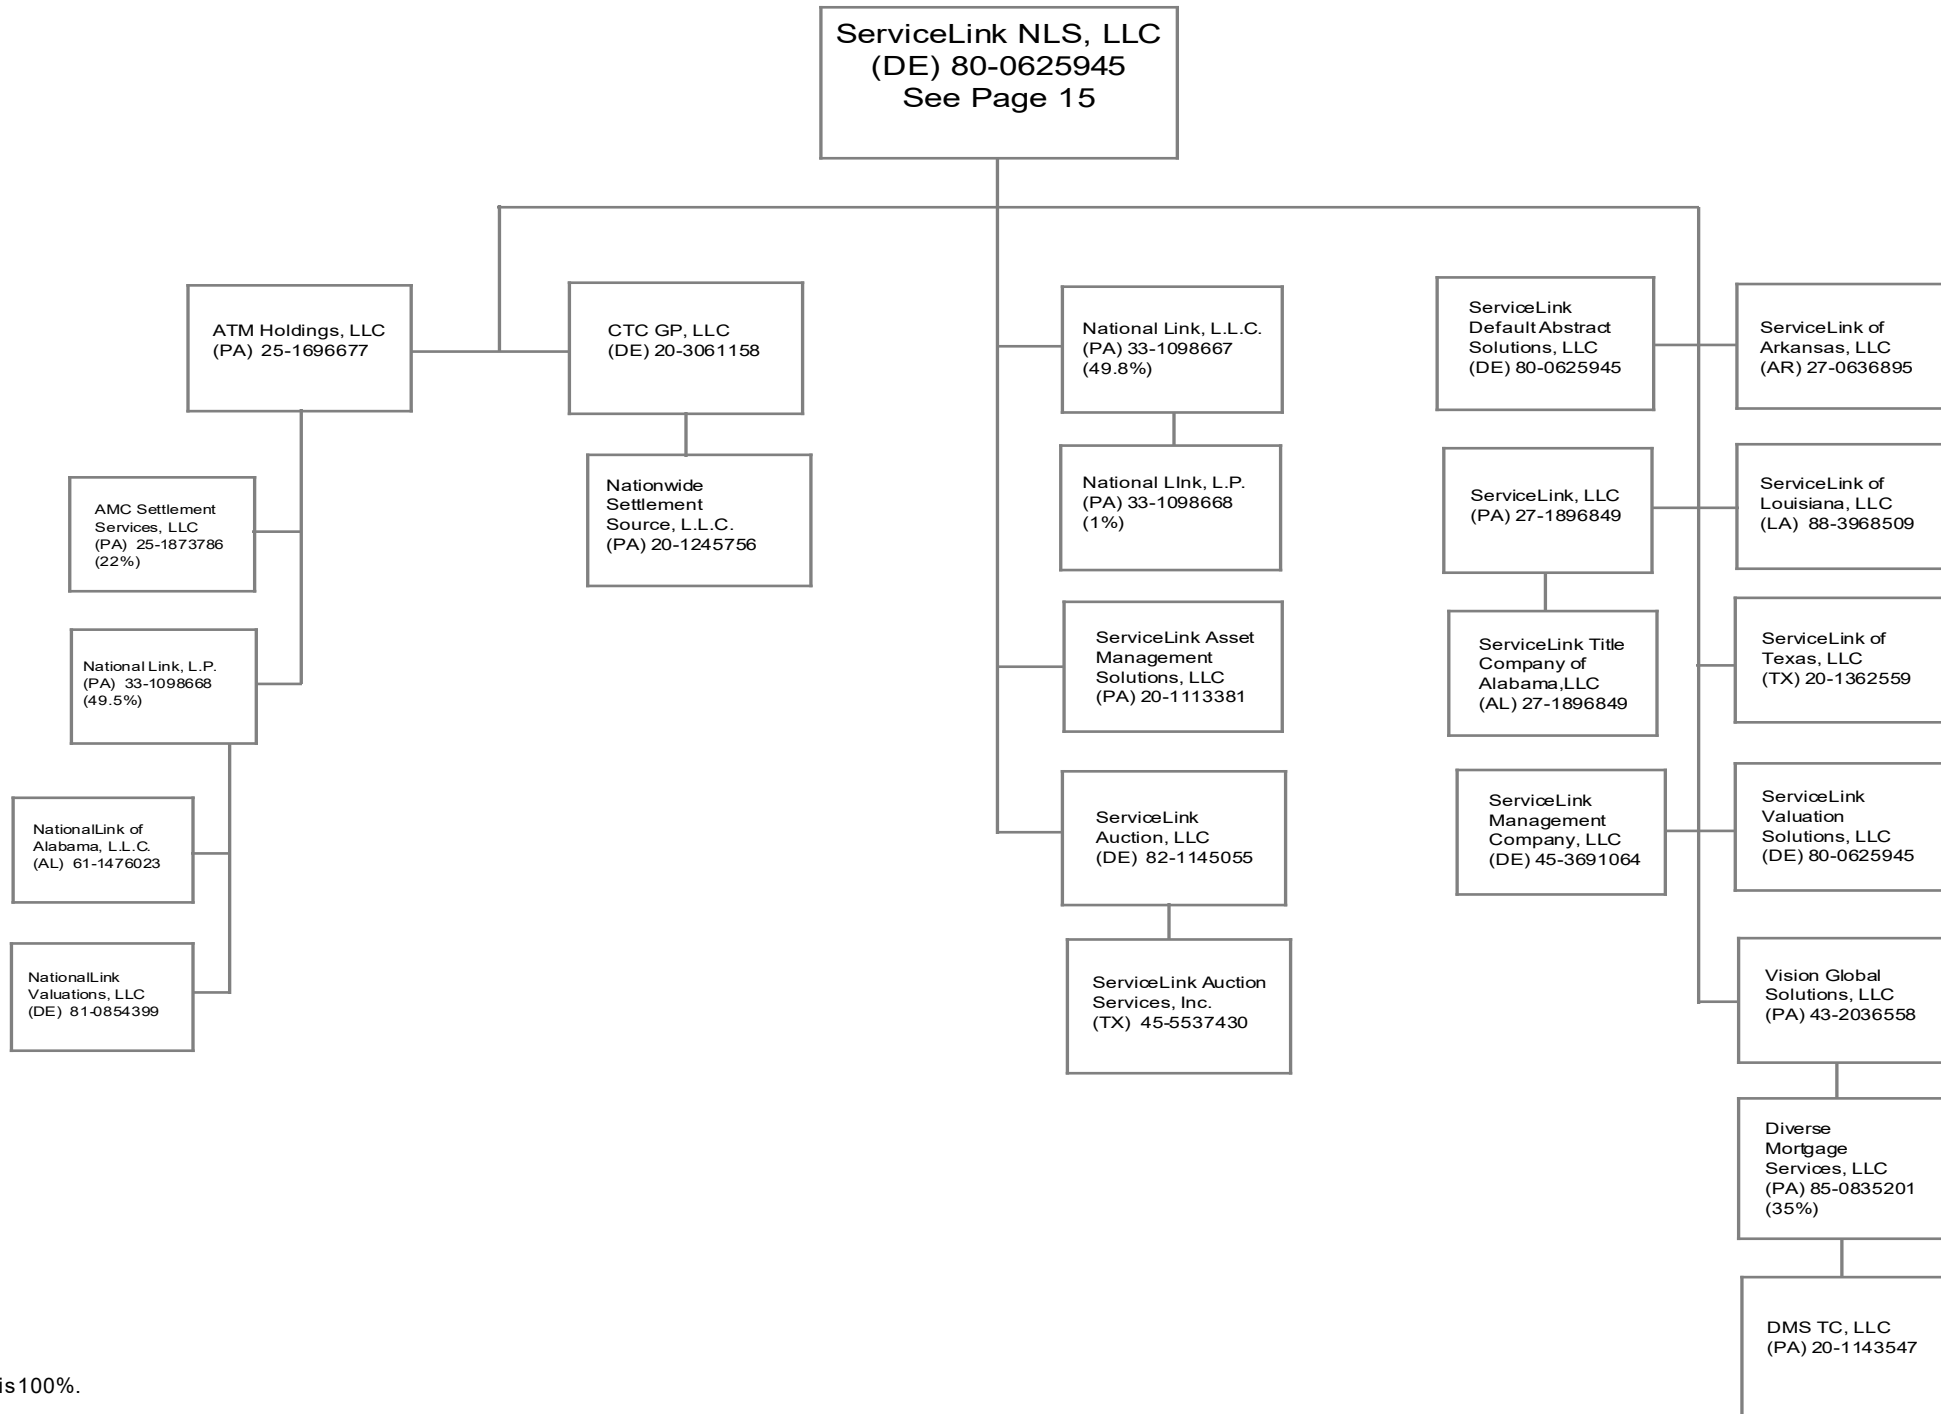 ServiceLink NLS, LLC
(DE) 80-0625945
See Page 15
ATM Holdings, LLC
(PA) 25-1696677
CTC GP, LLC
(DE) 20-3061158
National Link, L.L.C.
(PA) 33-1098667
(49.8%)
ServiceLink
Default Abstract
Solutions, LLC
(DE) 80-0625945
ServiceLink of
Arkansas, LLC
(AR) 27-0636895
AMC Settlement
Services, LLC
(PA) 25-1873786
(22%)
Nationwide
Settlement
Source, L.L.C.
(PA) 20-1245756
National LInk, L.P.
(PA) 33-1098668
(1%)
ServiceLink, LLC
(PA) 27-1896849
ServiceLink of
Louisiana, LLC
(LA) 88-3968509
National Link, L.P.
(PA) 33-1098668
(49.5%)
ServiceLink Asset
Management
Solutions, LLC
(PA) 20-1113381
ServiceLink Title
Company of
Alabama,LLC
(AL) 27-1896849
ServiceLink of
Texas, LLC
(TX) 20-1362559
NationalLink of
Alabama, L.L.C.
(AL) 61-1476023
ServiceLink
Auction, LLC
(DE) 82-1145055
ServiceLink
Management
Company, LLC
(DE) 45-3691064
ServiceLink
Valuation
Solutions, LLC
(DE) 80-0625945
NationalLink
Valuations, LLC
(DE) 81-0854399
ServiceLink Auction
Services, Inc.
(TX) 45-5537430
Vision Global
Solutions, LLC
(PA) 43-2036558
Diverse
Mortgage
Services, LLC
(PA) 85-0835201
(35%)
DMS TC, LLC
(PA) 20-1143547
is100%.